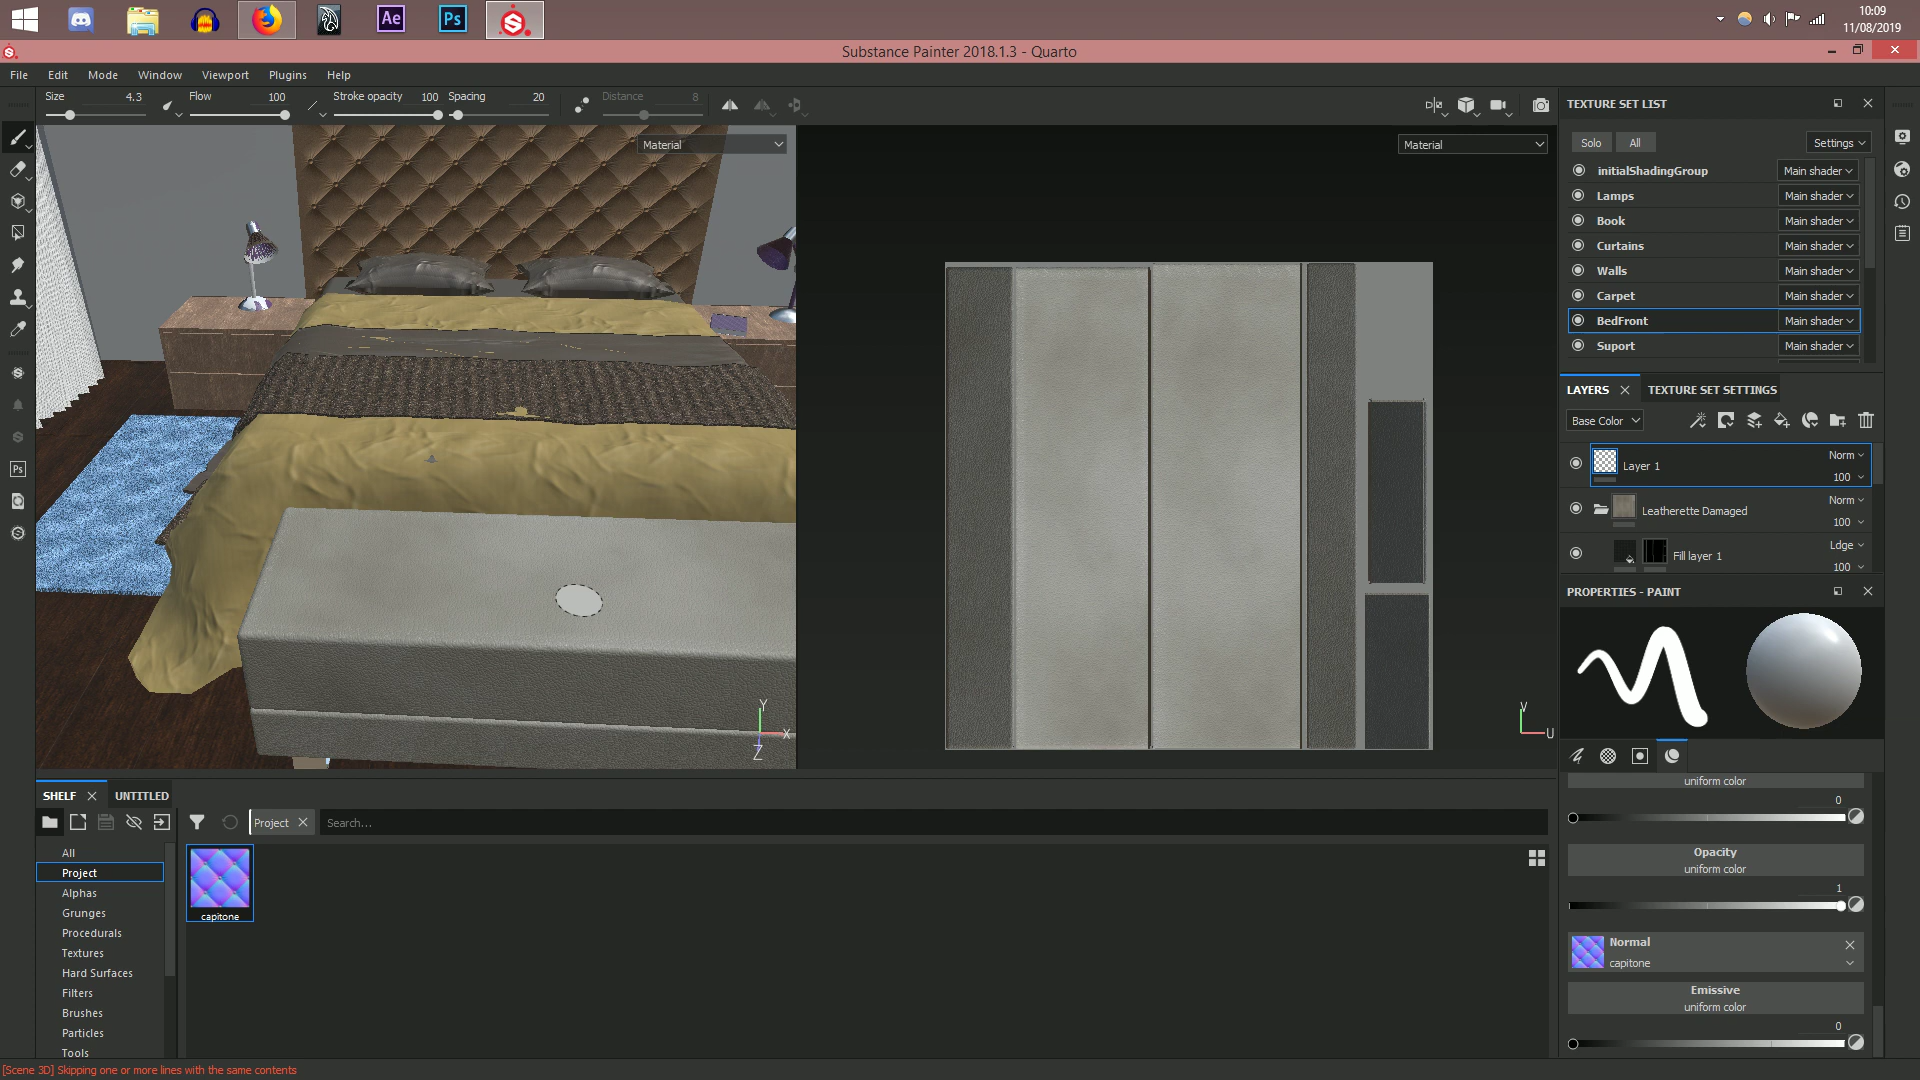 Ae
Ps
10:09
11/08/2019
Substance Painter 2018.1.3 - Quarto
File Edit Mode Window Viewport Plugins Help
Size 4.3 Flow 100 Stroke opacity 100 Spacing 20 Distance 8
Material
Material
TEXTURE SET LIST
Solo All Settings
initialShadingGroup Main shader
Lamps Main shader
Book Main shader
Curtains Main shader
Walls Main shader
Carpet Main shader
BedFront Main shader
Suport Main shader
LAYERS TEXTURE SET SETTINGS
Base Color
Layer 1 Norm
100
Leatherette Damaged Norm
100
Fill layer 1 Ldge
100
PROPERTIES - PAINT
uniform color
0
Opacity
uniform color
1
Normal
capitone
Emissive
uniform color
0
Ps
Y
X
Z
V
U
SHELF UNTITLED
Project Search...
All
Project
Alphas
Grunges
Procedurals
Textures
Hard Surfaces
Filters
Brushes
Particles
Tools
capitone
[Scene 3D] Skipping one or more lines with the same contents